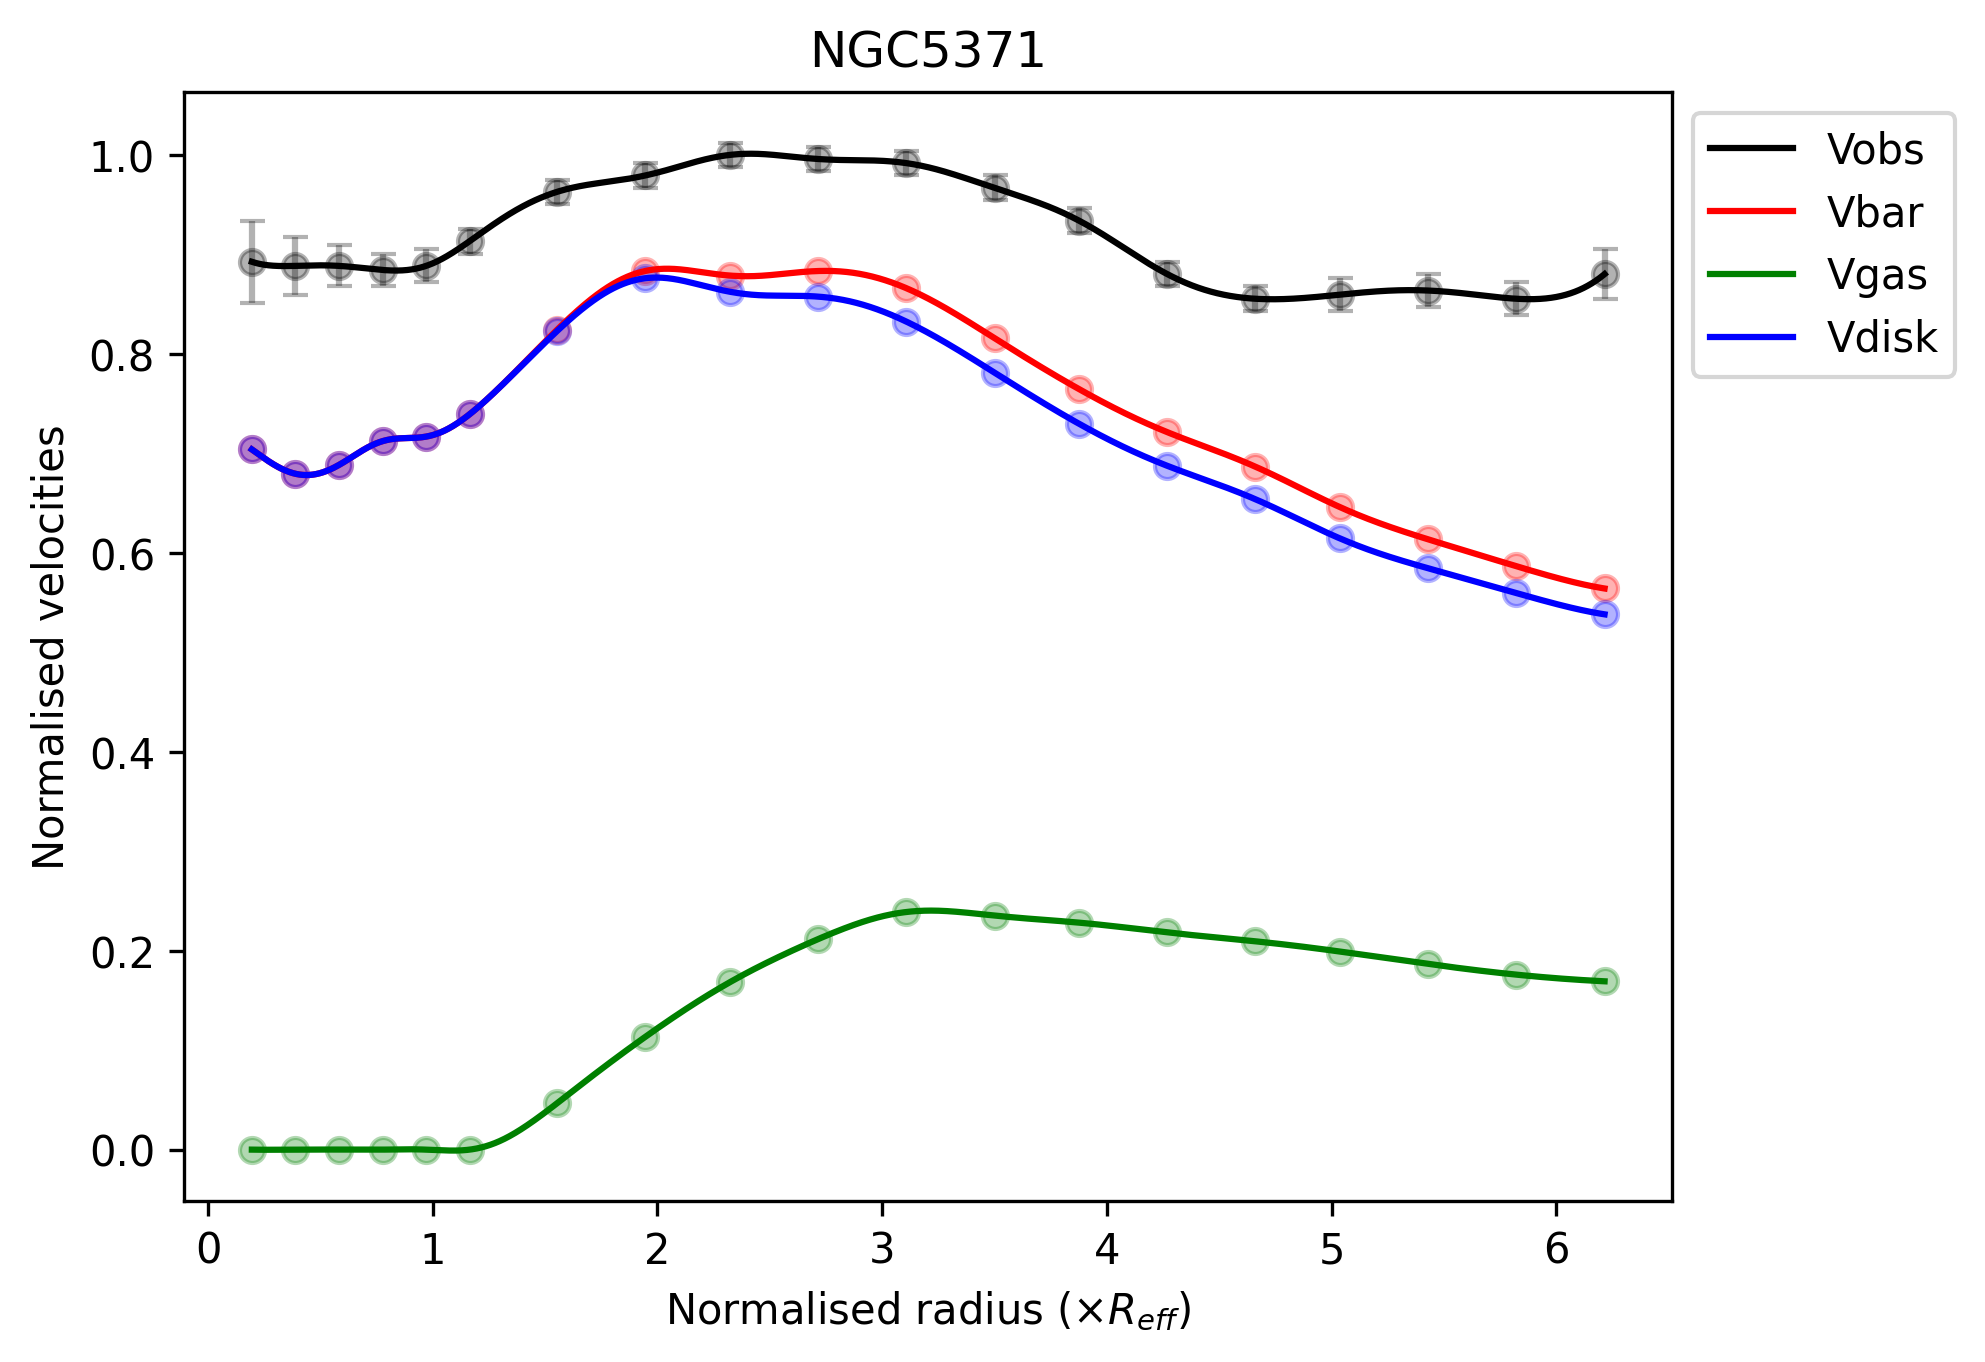 NGC5371
Vobs
Vbar
Vgas
Vdisk
Normalised velocities
1.0
0.8
0.6
0.4
0.2
0.0
0 1 2 3 4 5 6
Normalised radius (×R_eff)